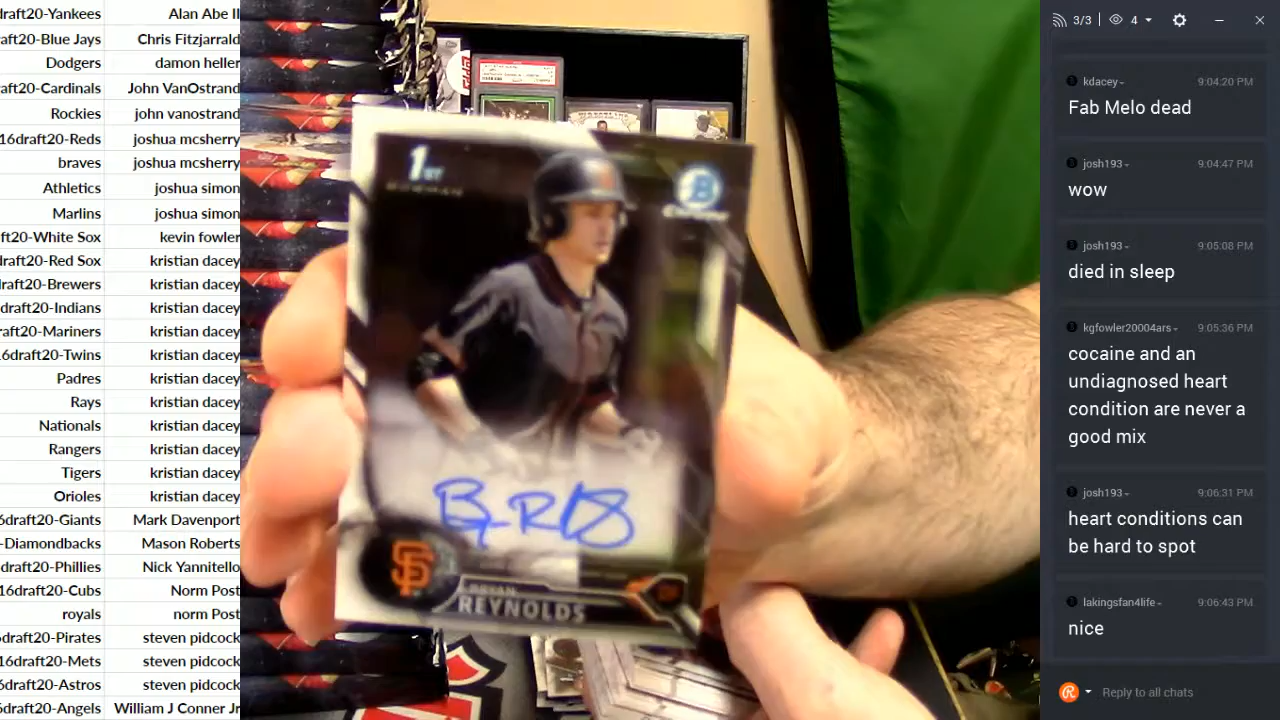 draft20-Yankees Alan Abe II
aft20-Blue Jays Chris Fitzjarrald
Dodgers damon heller
raft20-Cardinals John VanOstrand
Rockies john vanostrand
16draft20-Reds joshua mcsherry
braves joshua mcsherry
Athletics joshua simon
Marlins joshua simon
ft20-White Sox kevin fowler
draft20-Red Sox kristian dacey
draft20-Brewers kristian dacey
draft20-Indians kristian dacey
raft20-Mariners kristian dacey
16draft20-Twins kristian dacey
Padres kristian dacey
Rays kristian dacey
Nationals kristian dacey
Rangers kristian dacey
Tigers kristian dacey
Orioles kristian dacey
6draft20-Giants Mark Davenport
-Diamondbacks Mason Roberts
draft20-Phillies Nick Yannitello
16draft20-Cubs Norm Post
royals norm Post
draft20-Pirates steven pidcock
16draft20-Mets steven pidcock
6draft20-Astros steven pidcock
6draft20-Angels William J Conner Jr
1ST
BOWMAN
B
CHROME
SF
BRYAN
REYNOLDS
3/3 4
kdacey 9:04:20 PM
Fab Melo dead
josh193 9:04:47 PM
wow
josh193 9:05:08 PM
died in sleep
kgfowler20004ars 9:05:36 PM
cocaine and an
undiagnosed heart
condition are never a
good mix
josh193 9:06:31 PM
heart conditions can
be hard to spot
lakingsfan4life 9:06:43 PM
nice
Reply to all chats